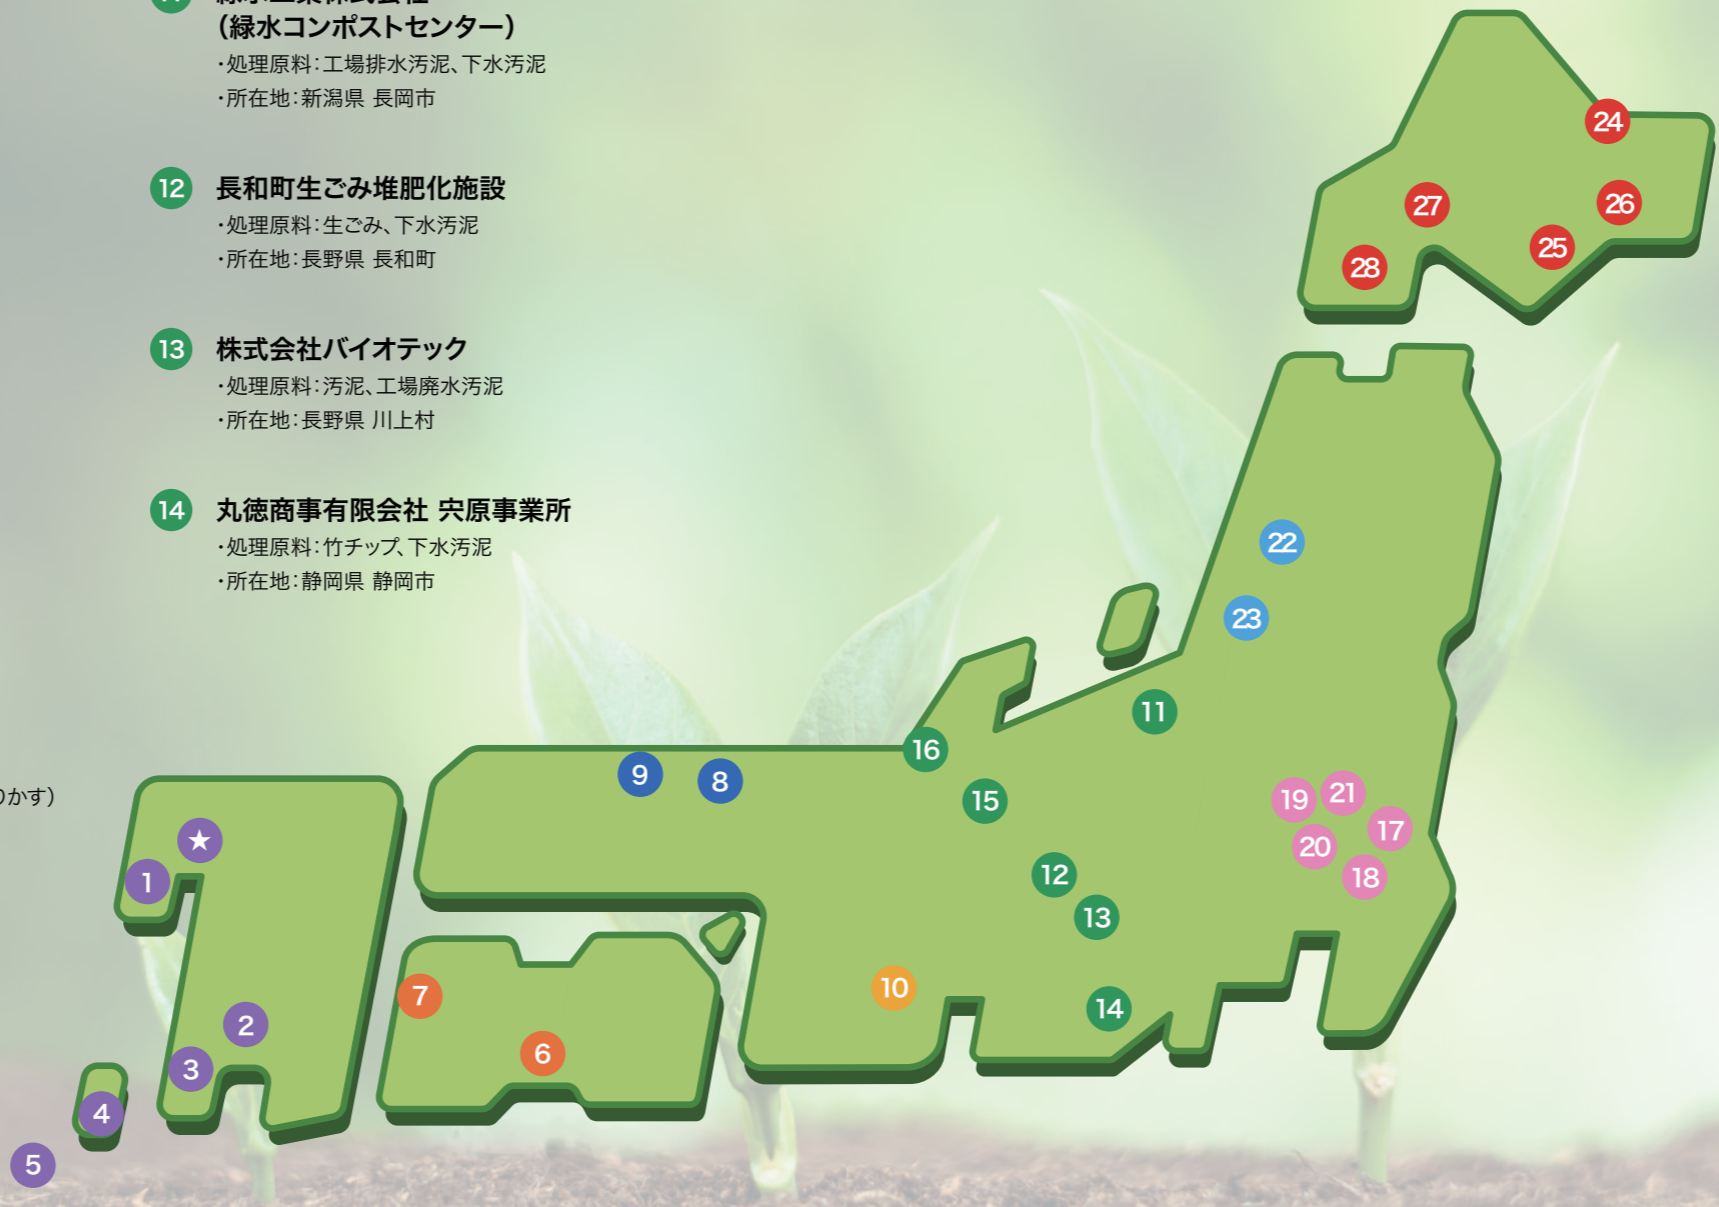 （緑水コンポストセンター）
・処理原料：工場排水汚泥、下水汚泥
・所在地：新潟県 長岡市
12 長和町生ごみ堆肥化施設
・処理原料：生ごみ、下水汚泥
・所在地：長野県 長和町
13 株式会社バイオテック
・処理原料：汚泥、工場廃水汚泥
・所在地：長野県 川上村
14 丸徳商事有限会社 宍原事業所
・処理原料：竹チップ、下水汚泥
・所在地：静岡県 静岡市
りかす）
24
27
26
25
28
22
23
11
16
9
8
15
19
21
17
20
18
★
1
12
13
7
10
14
2
6
3
4
5